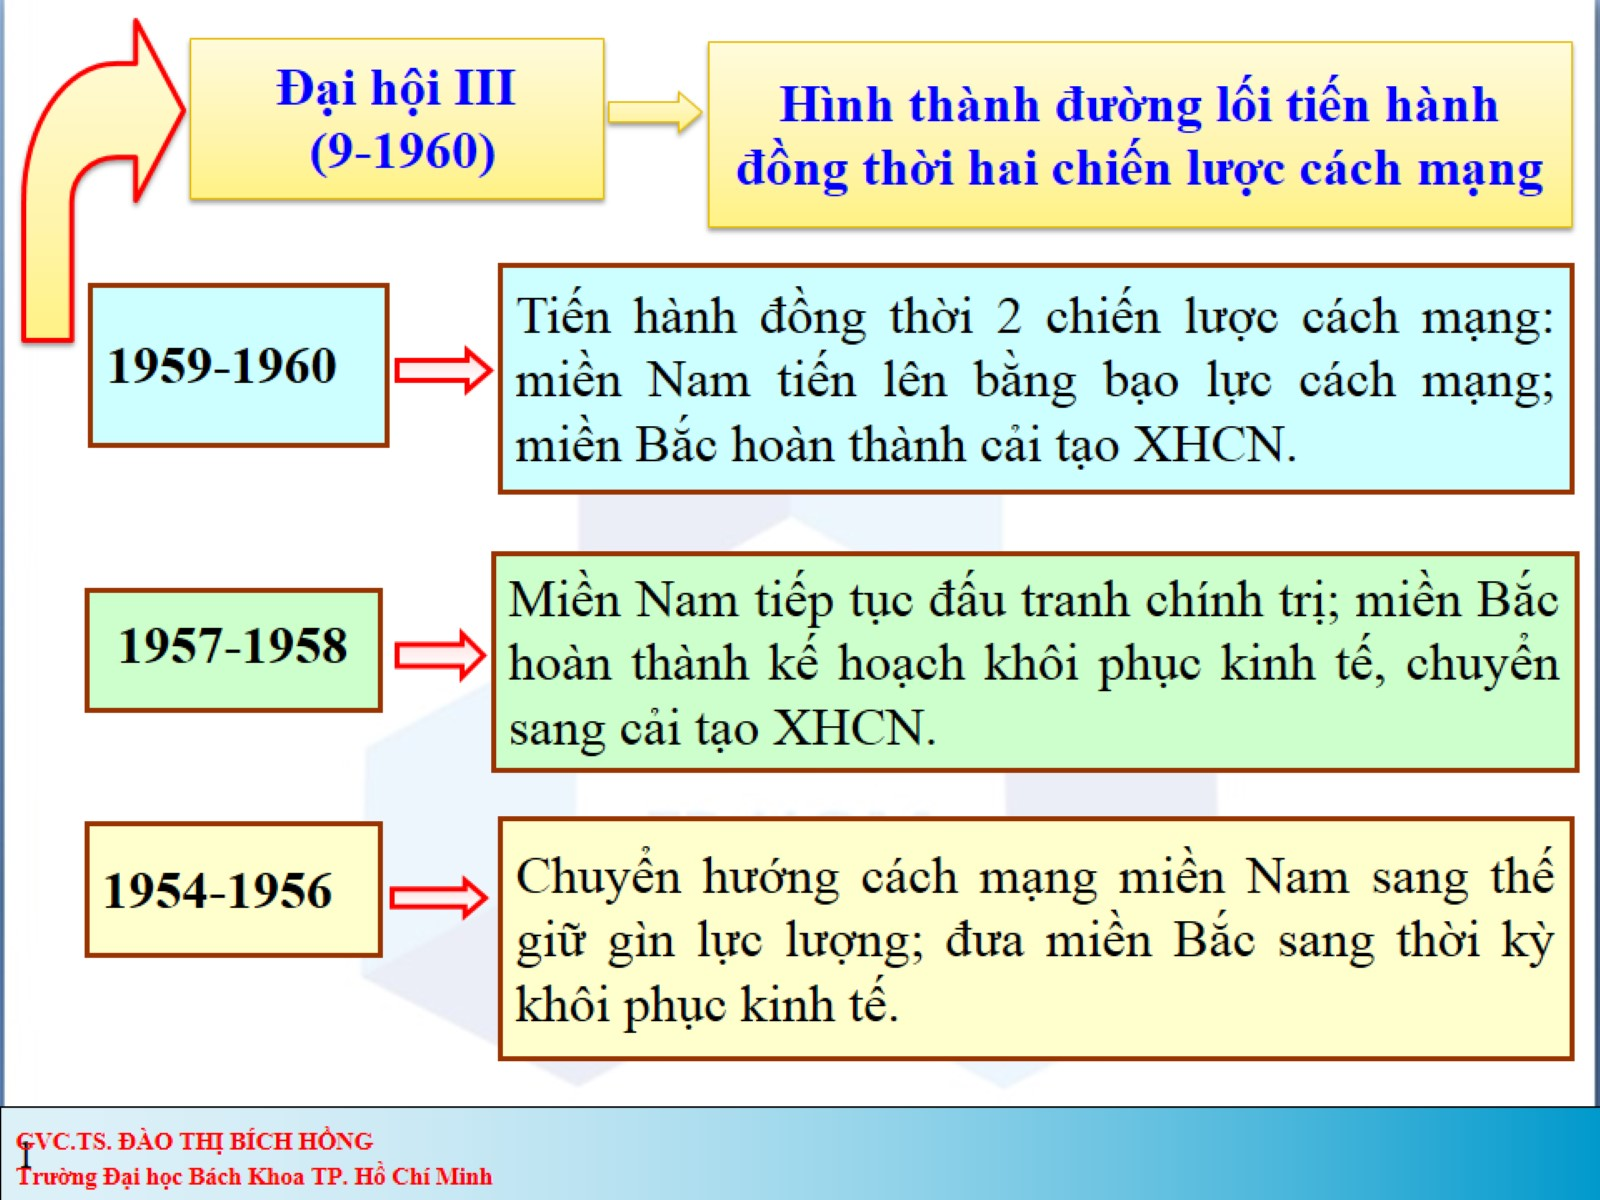 Đại hội III
(9-1960)
Hình thành đường lối tiến hành
đồng thời hai chiến lược cách mạng
1959-1960
Tiến hành đồng thời 2 chiến lược cách mạng:
miền Nam tiến lên bằng bạo lực cách mạng;
miền Bắc hoàn thành cải tạo XHCN.
1957-1958
Miền Nam tiếp tục đấu tranh chính trị; miền Bắc
hoàn thành kế hoạch khôi phục kinh tế, chuyển
sang cải tạo XHCN.
1954-1956
Chuyển hướng cách mạng miền Nam sang thế
giữ gìn lực lượng; đưa miền Bắc sang thời kỳ
khôi phục kinh tế.
GVC.TS. ĐÀO THỊ BÍCH HỒNG
1
Trường Đại học Bách Khoa TP. Hồ Chí Minh